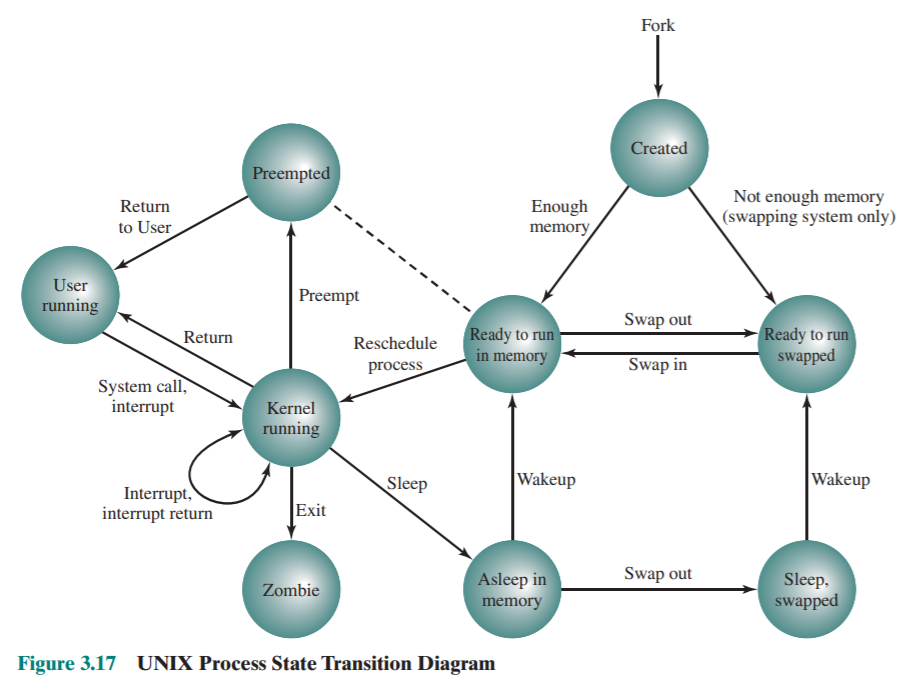 Fork
Created
Preempted
Not enough memory
(swapping system only)
Enough
memory
Return
to User
User
running
Preempt
Return
Reschedule
process
Ready to run
in memory
Swap out
Swap in
Ready to run
swapped
System call,
interrupt
Kernel
running
Interrupt,
interrupt return
Sleep
Wakeup
Wakeup
Exit
Zombie
Asleep in
memory
Swap out
Sleep,
swapped
Figure 3.17 UNIX Process State Transition Diagram